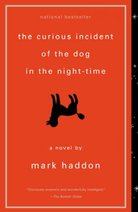 national bestseller
the curious incident
of the dog
in the night-time
a novel by
mark haddon